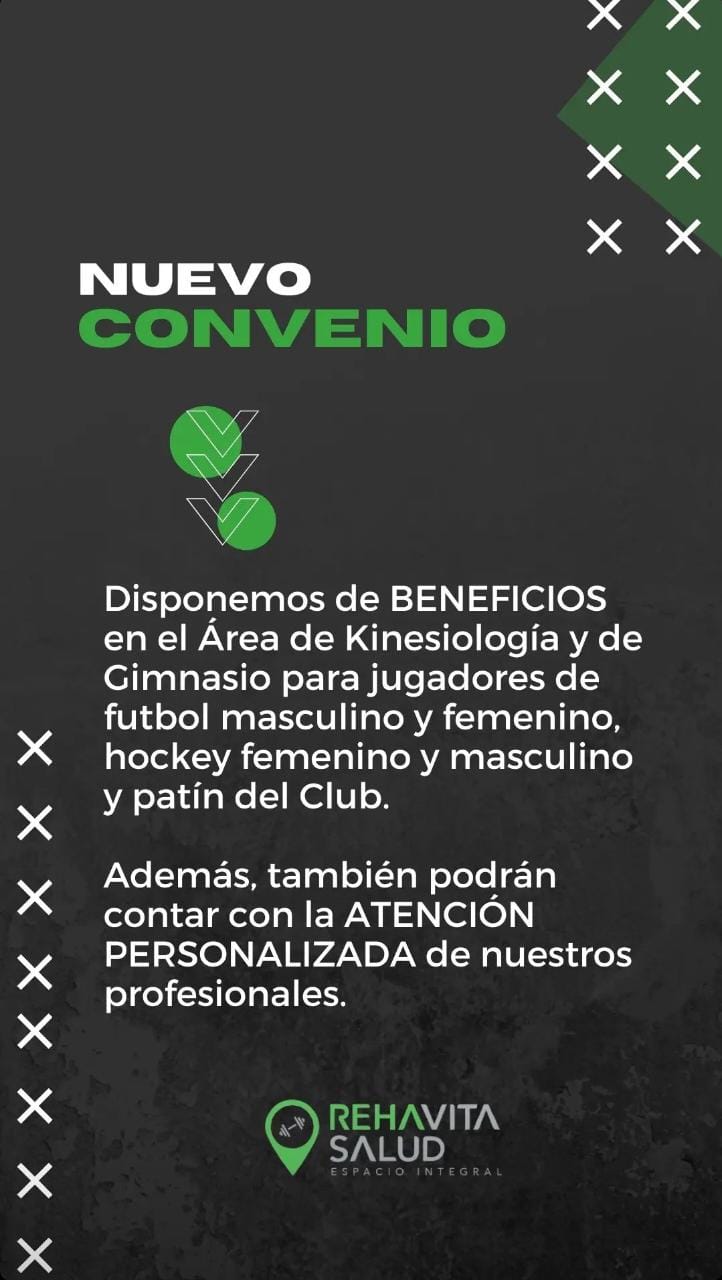 NUEVO
CONVENIO
Disponemos de BENEFICIOS
en el Área de Kinesiología y de
Gimnasio para jugadores de
futbol masculino y femenino,
hockey femenino y masculino
y patín del Club.
Además, también podrán
contar con la ATENCIÓN
PERSONALIZADA de nuestros
profesionales.
REHAVITA
SALUD
ESPACIO INTEGRAL